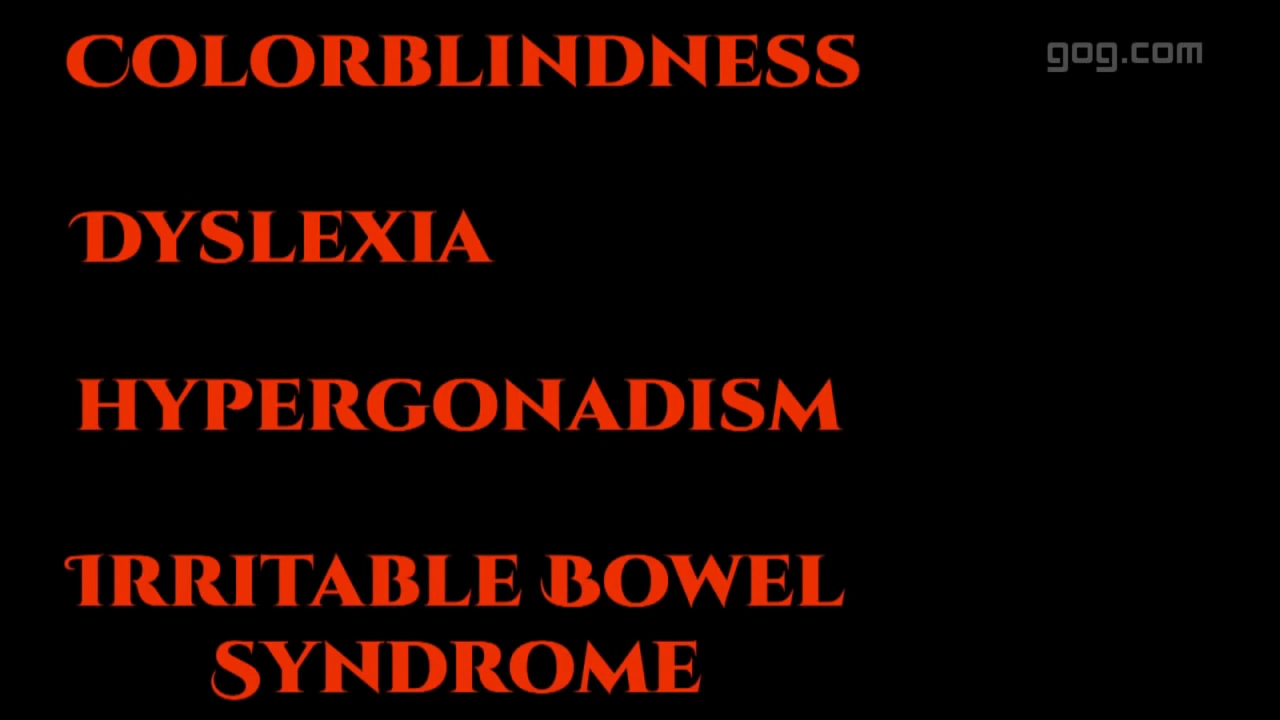 Colorblindness
gog.com
Dyslexia
hypergonadism
Irritable Bowel
Syndrome